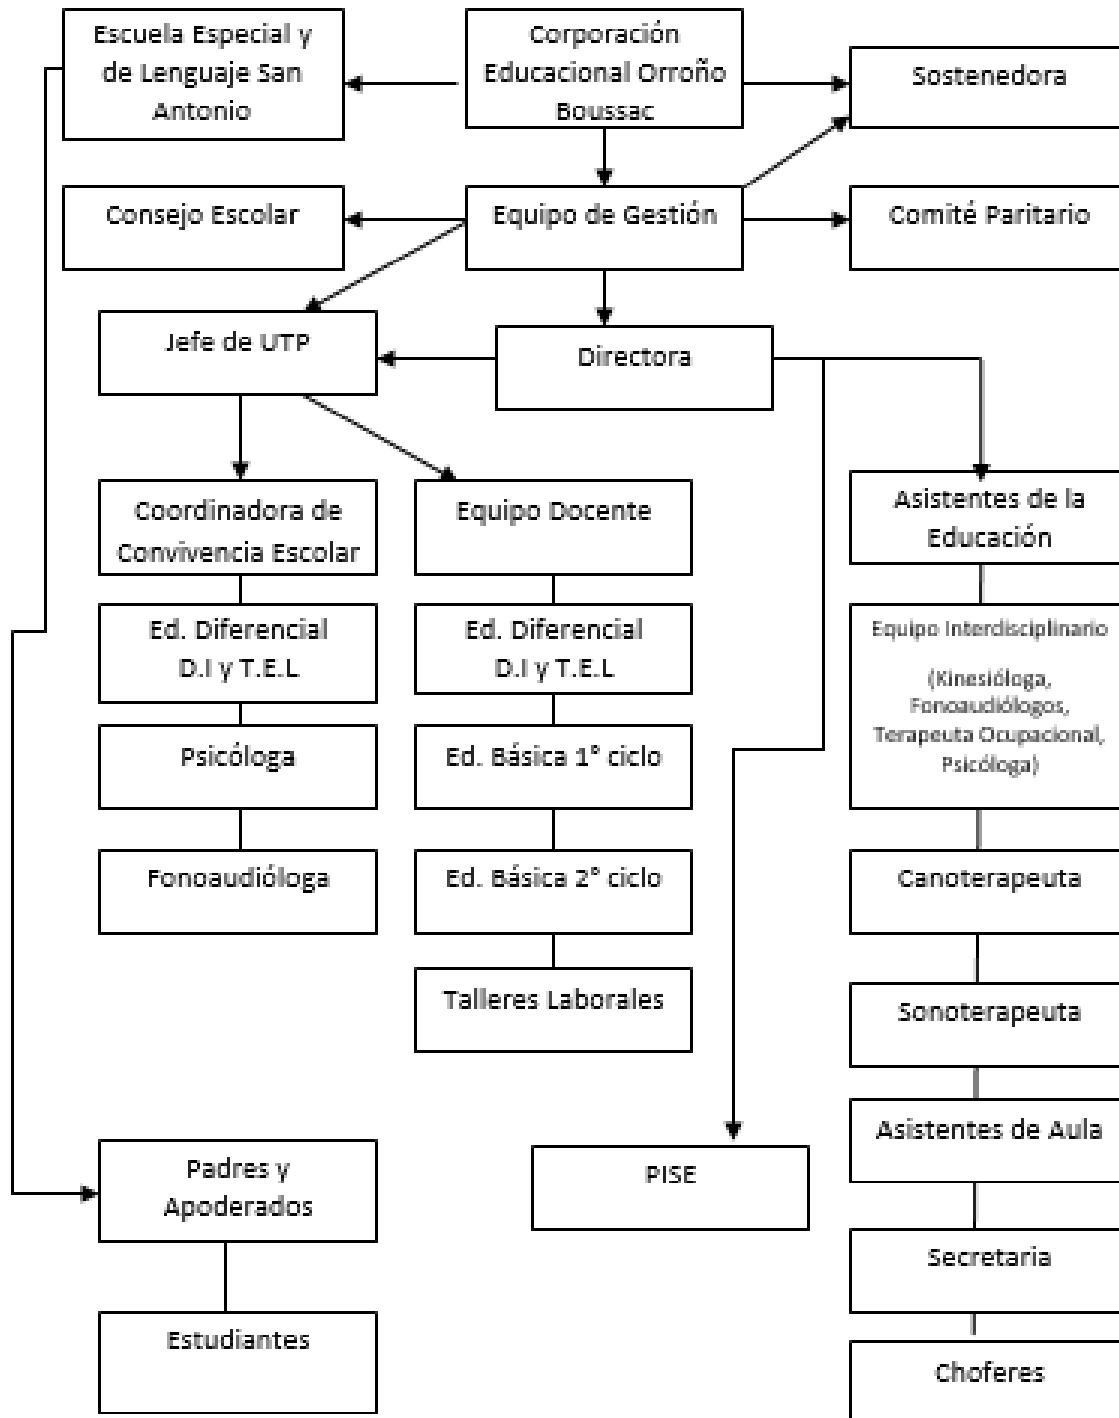 Escuela Especial y
de Lenguaje San
Antonio
Corporación
Educacional Orroño
Boussac
Sostenedora
Consejo Escolar
Equipo de Gestión
Comité Paritario
Jefe de UTP
Directora
Coordinadora de
Convivencia Escolar
Equipo Docente
Asistentes de la
Educación
Ed. Diferencial
D.I y T.E.L
Ed. Diferencial
D.I y T.E.L
Equipo Interdisciplinario
(Kinesióloga,
Fonoaudiólogos,
Terapeuta Ocupacional,
Psicóloga)
Psicóloga
Ed. Básica 1° ciclo
Fonoaudióloga
Ed. Básica 2° ciclo
Canoterapeuta
Talleres Laborales
Sonoterapeuta
Asistentes de Aula
Padres y
Apoderados
PISE
Secretaria
Estudiantes
Choferes